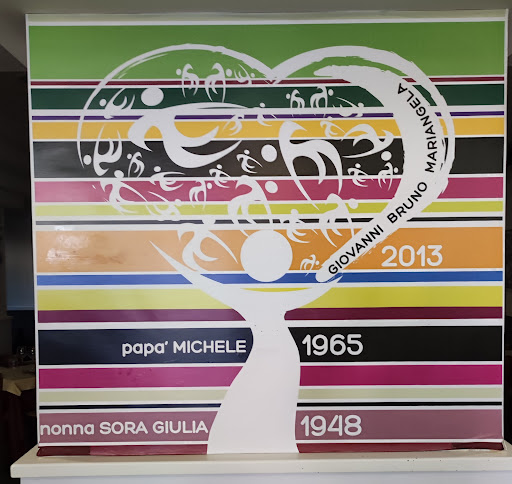 GIOVANNI BRUNO MARIANGELA
2013
papa' MICHELE 1965
nonna SORA GIULIA 1948